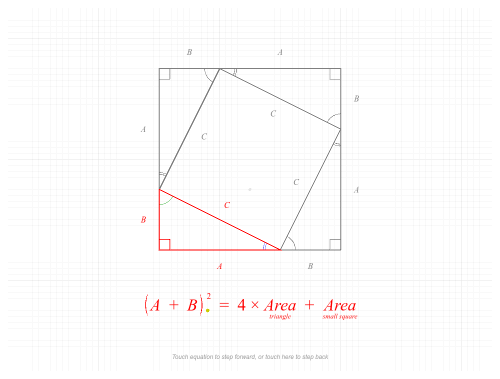 B A
B
C
A
C
C
C
A
B
A B
(A + B)² = 4 × Area + Area
triangle small square
Touch equation to step forward, or touch here to step back